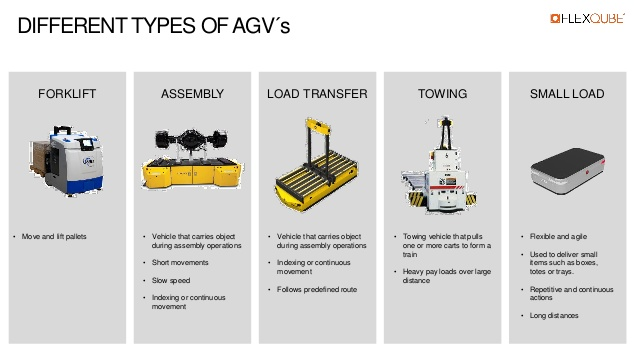 DIFFERENT TYPES OF AGV´s
FLEXQUBE
FORKLIFT
• Move and lift pallets
ASSEMBLY
• Vehicle that carries object
during assembly operations
• Short movements
• Slow speed
• Indexing or continuous
movement
LOAD TRANSFER
• Vehicle that carries object
during assembly operations
• Indexing or continuous
movement
• Follows predefined route
TOWING
• Towing vehicle that pulls
one or more carts to form a
train
• Heavy pay loads over large
distance
SMALL LOAD
• Flexible and agile
• Used to deliver small
items such as boxes,
totes or trays.
• Repetitive and continuous
actions
• Long distances